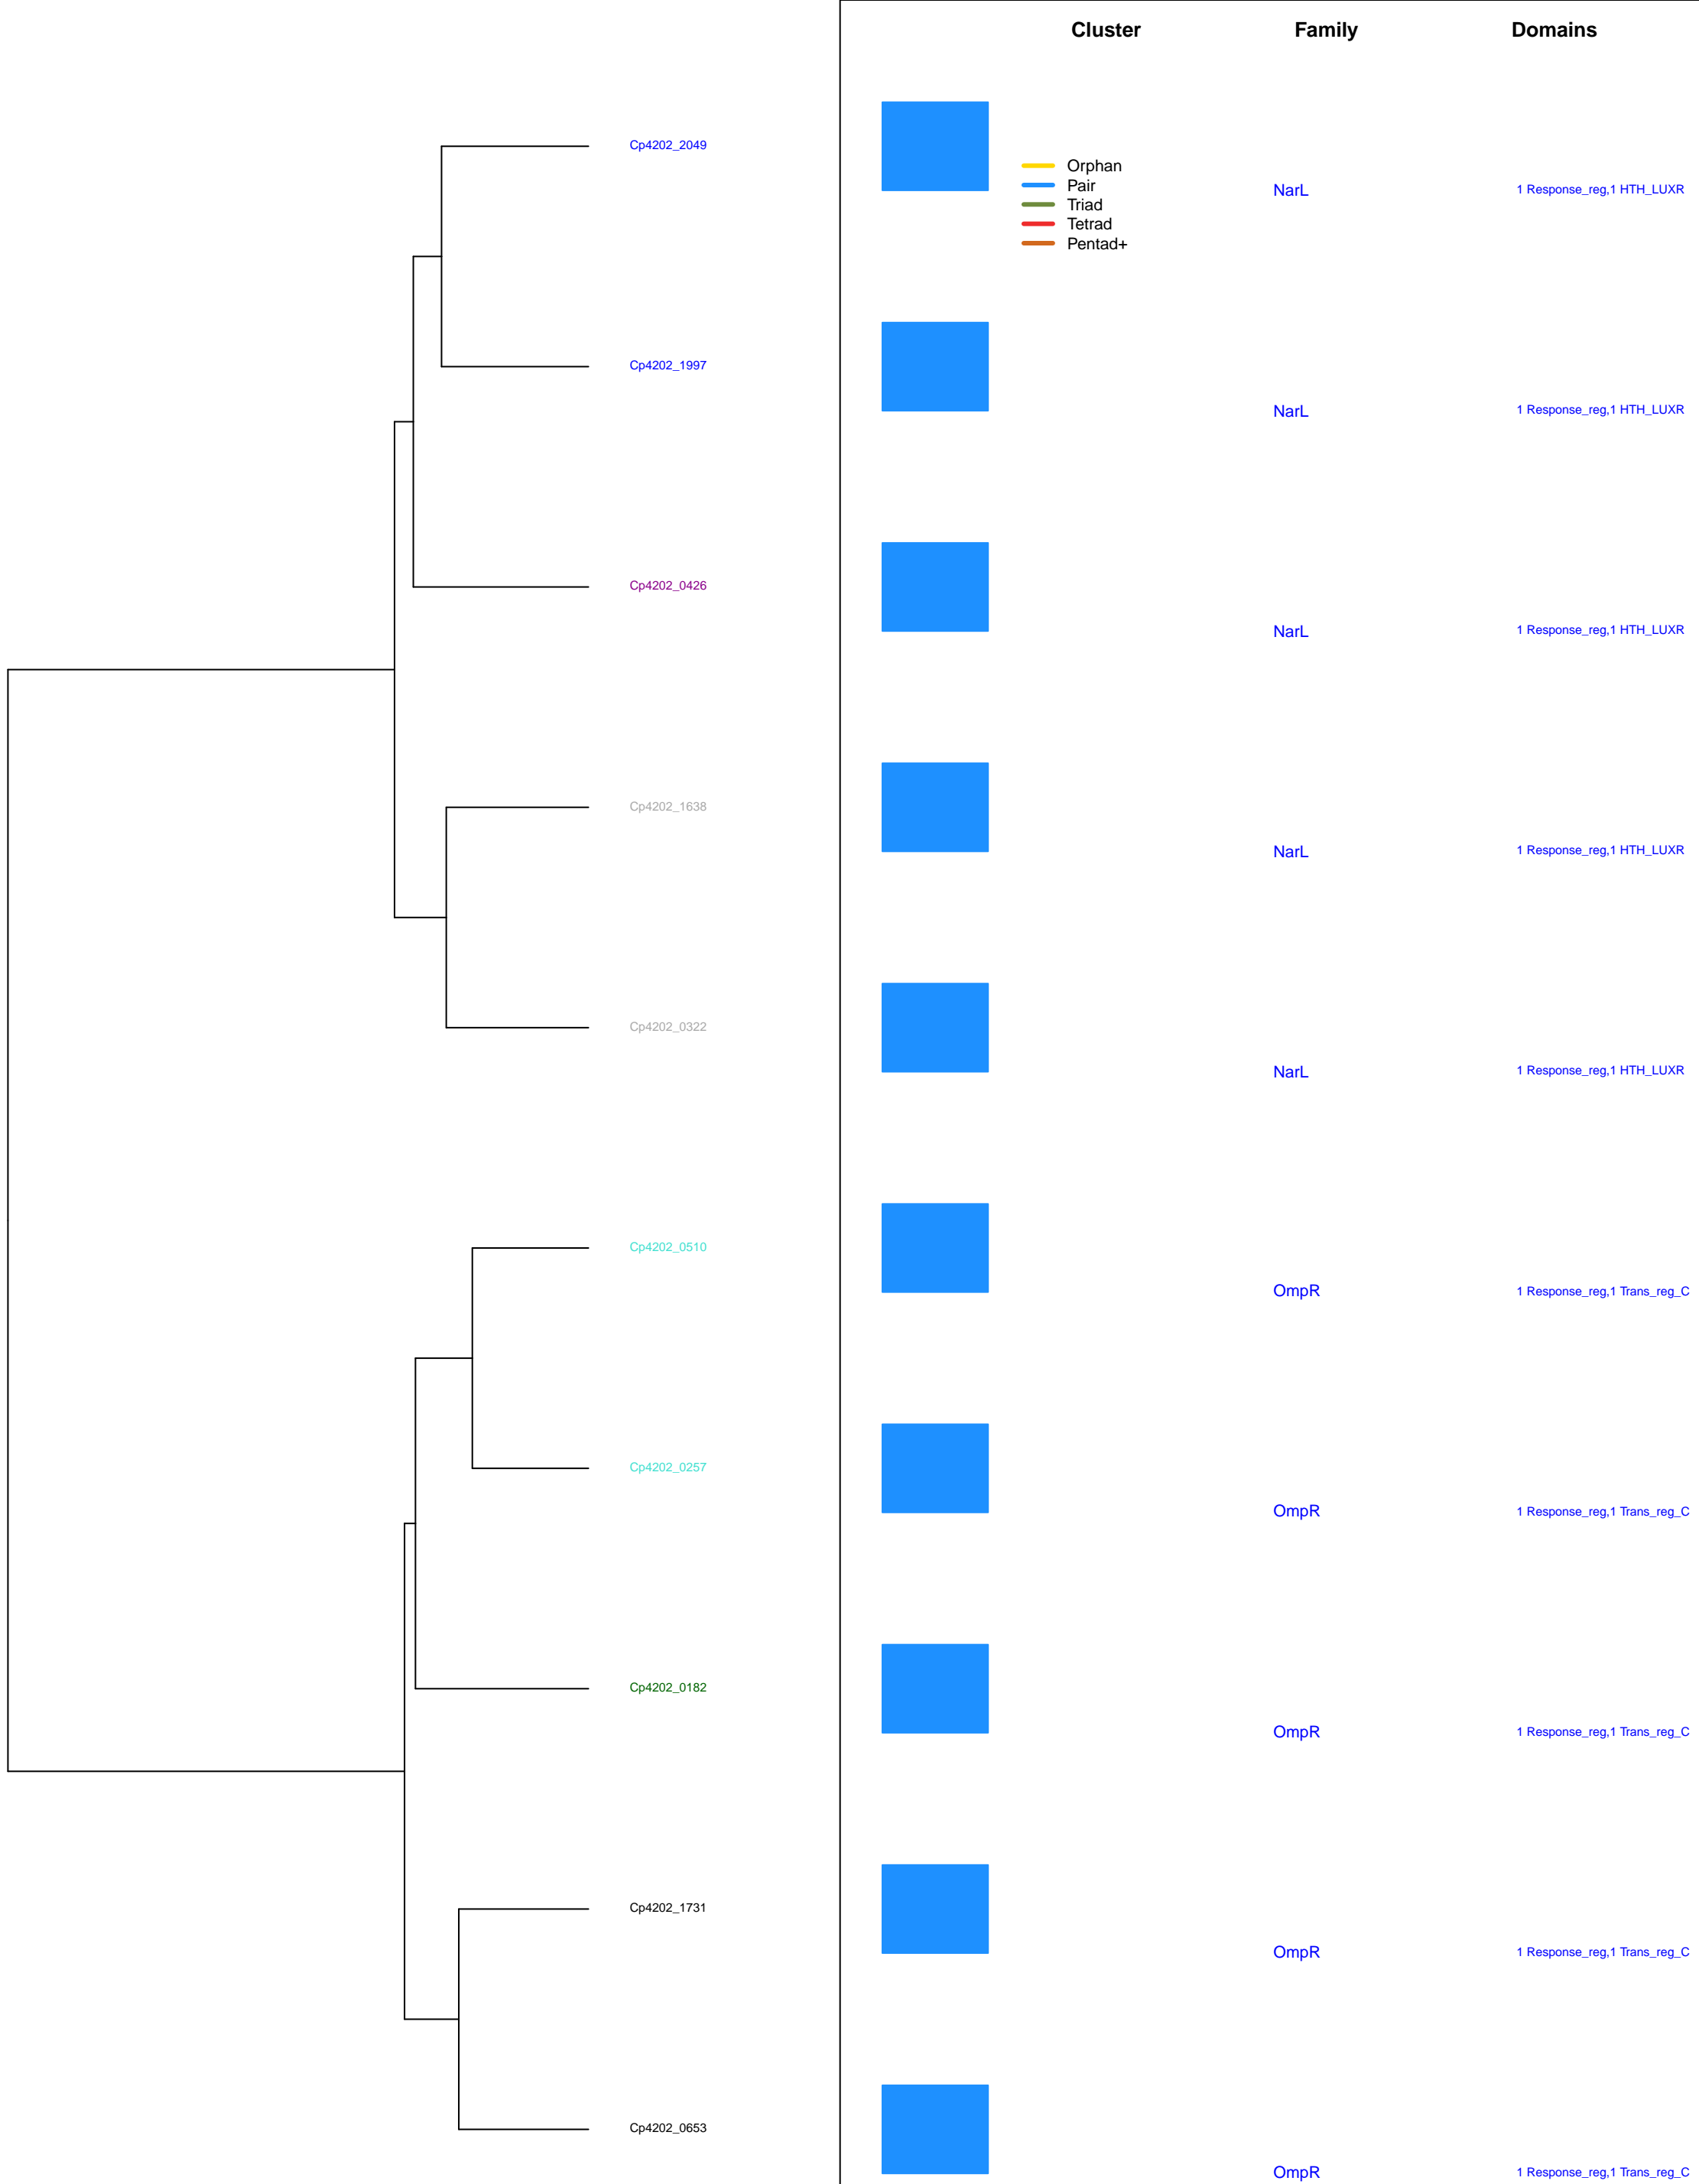 Cluster Family Domains
Cp4202_2049
Orphan
Pair
NarL 1 Response_reg,1 HTH_LUXR
Triad
Tetrad
Pentad+
Cp4202_1997
NarL 1 Response_reg,1 HTH_LUXR
Cp4202_0426
NarL 1 Response_reg,1 HTH_LUXR
Cp4202_1638
NarL 1 Response_reg,1 HTH_LUXR
Cp4202_0322
NarL 1 Response_reg,1 HTH_LUXR
Cp4202_0510
OmpR 1 Response_reg,1 Trans_reg_C
Cp4202_0257
OmpR 1 Response_reg,1 Trans_reg_C
Cp4202_0182
OmpR 1 Response_reg,1 Trans_reg_C
Cp4202_1731
OmpR 1 Response_reg,1 Trans_reg_C
Cp4202_0653
OmpR 1 Response_reg,1 Trans_reg_C